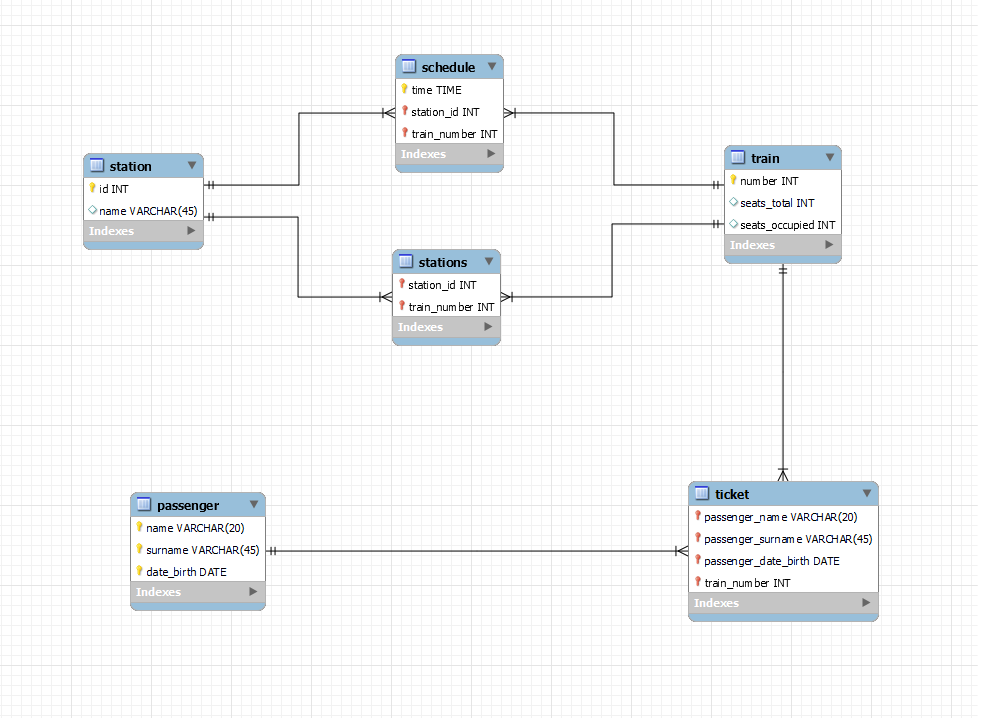 schedule
time TIME
station_id INT
train_number INT
Indexes
station
id INT
name VARCHAR(45)
Indexes
train
number INT
seats_total INT
seats_occupied INT
Indexes
stations
station_id INT
train_number INT
Indexes
passenger
name VARCHAR(20)
surname VARCHAR(45)
date_birth DATE
Indexes
ticket
passenger_name VARCHAR(20)
passenger_surname VARCHAR(45)
passenger_date_birth DATE
train_number INT
Indexes